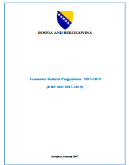 BOSNIA AND HERZEGOVINA
Economic Reform Programme 2017-2019
(ERP BiH 2017-2019)
Sarajevo, January 2017